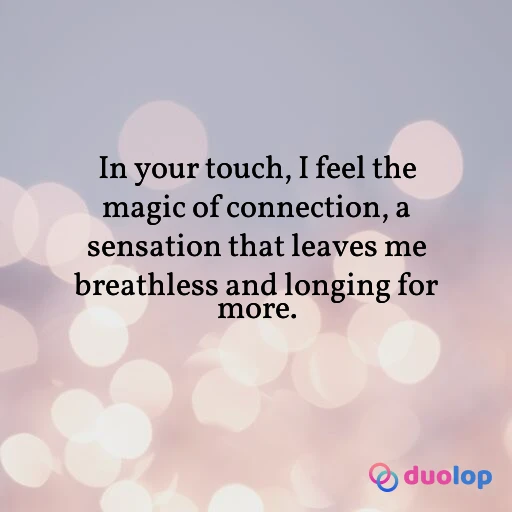 In your touch, I feel the
magic of connection, a
sensation that leaves me
breathless and longing for
more.
duolop